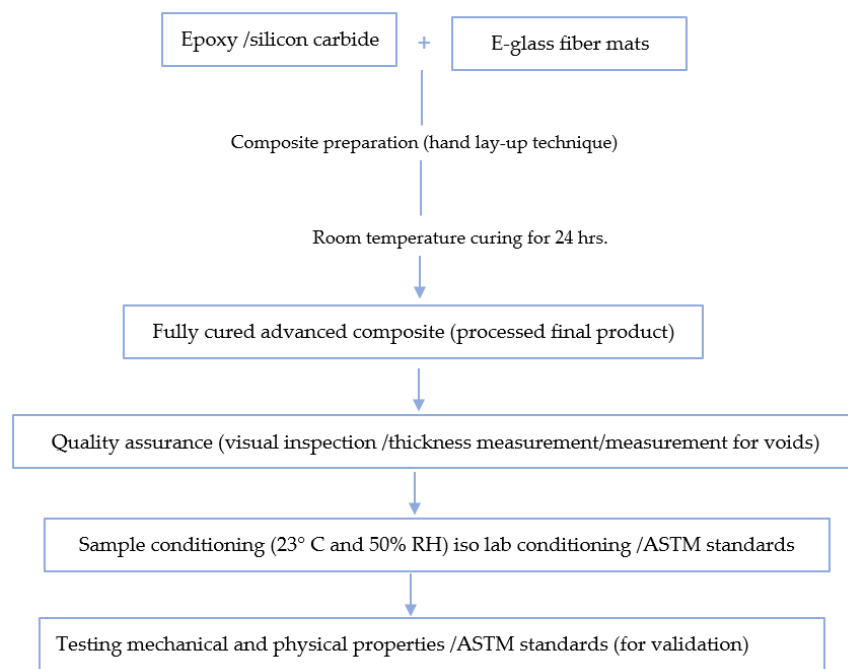 Epoxy /silicon carbide + E-glass fiber mats
Composite preparation (hand lay-up technique)
Room temperature curing for 24 hrs.
Fully cured advanced composite (processed final product)
Quality assurance (visual inspection /thickness measurement/measurement for voids)
Sample conditioning (23° C and 50% RH) iso lab conditioning /ASTM standards
Testing mechanical and physical properties /ASTM standards (for validation)